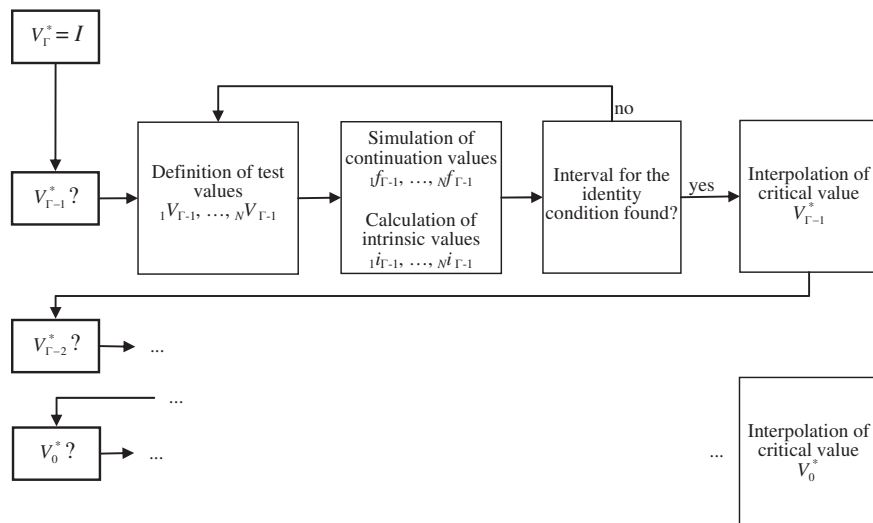 V*Γ = I
no
V*Γ−1 ?
Definition of test
values
1VΓ-1, ..., NVΓ-1
Simulation of
continuation values
1fΓ-1, ..., NfΓ-1
Calculation of
intrinsic values
1iΓ-1, ..., NiΓ-1
Interval for the
identity
condition found?
yes
Interpolation of
critical value
V*Γ−1
V*Γ−2 ?
...
...
V*0 ?
...
...
Interpolation of
critical value
V*0